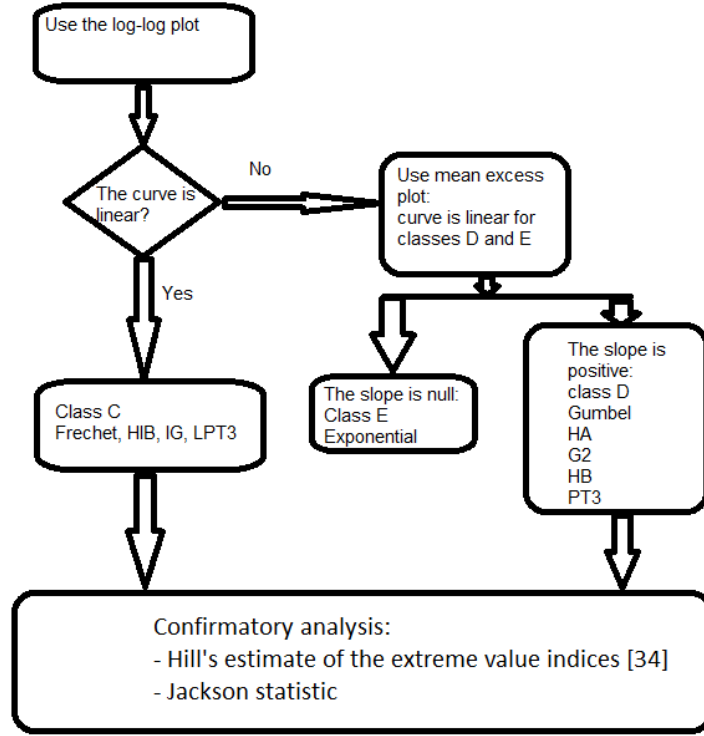 Use the log-log plot
The curve is
linear?
No
Yes
Use mean excess
plot:
curve is linear for
classes D and E
Class C
Frechet, HIB, IG, LPT3
The slope is null:
Class E
Exponential
The slope is
positive:
class D
Gumbel
HA
G2
HB
PT3
Confirmatory analysis:
- Hill's estimate of the extreme value indices [34]
- Jackson statistic